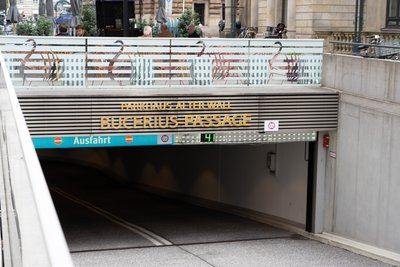 PARKHAUS ALTER WALL
BUCERIUS PASSAGE
Ausfahrt
4